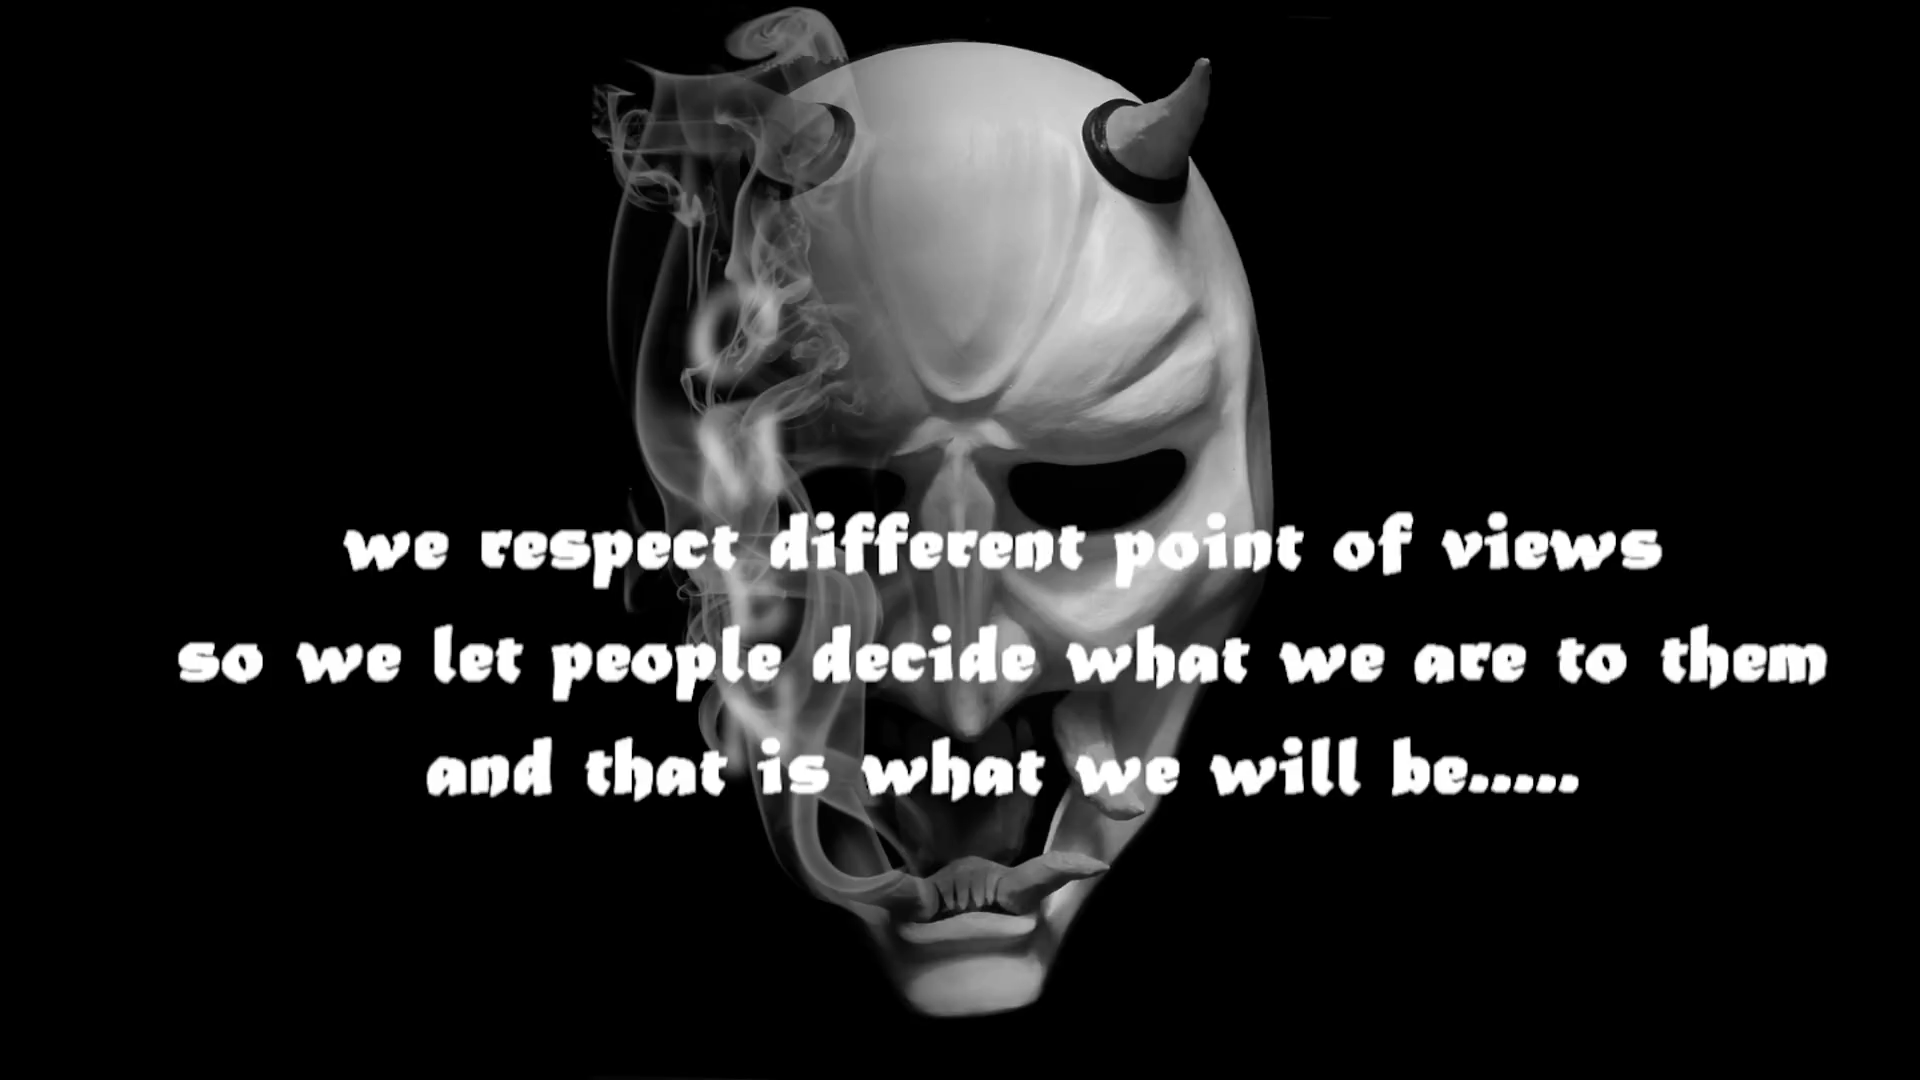 we respect different point of views
so we let people decide what we are to them
and that is what we will be.....